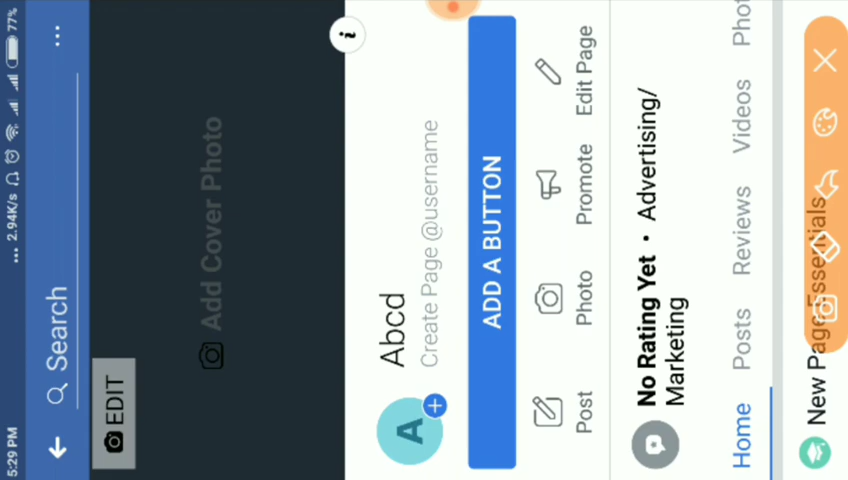 5:29 PM ... 2.94K/s 77%
Search
EDIT
Add Cover Photo
i
A
Abcd
Create Page @username
ADD A BUTTON
Post Photo Promote Edit Page
No Rating Yet • Advertising/
Marketing
Home Posts Reviews Videos Phot
New Page Essentials